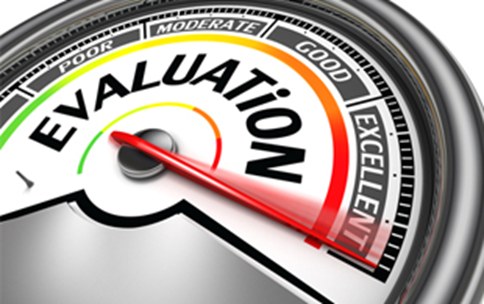 POOR
MODERATE
GOOD
EXCELLENT
EVALUATiON